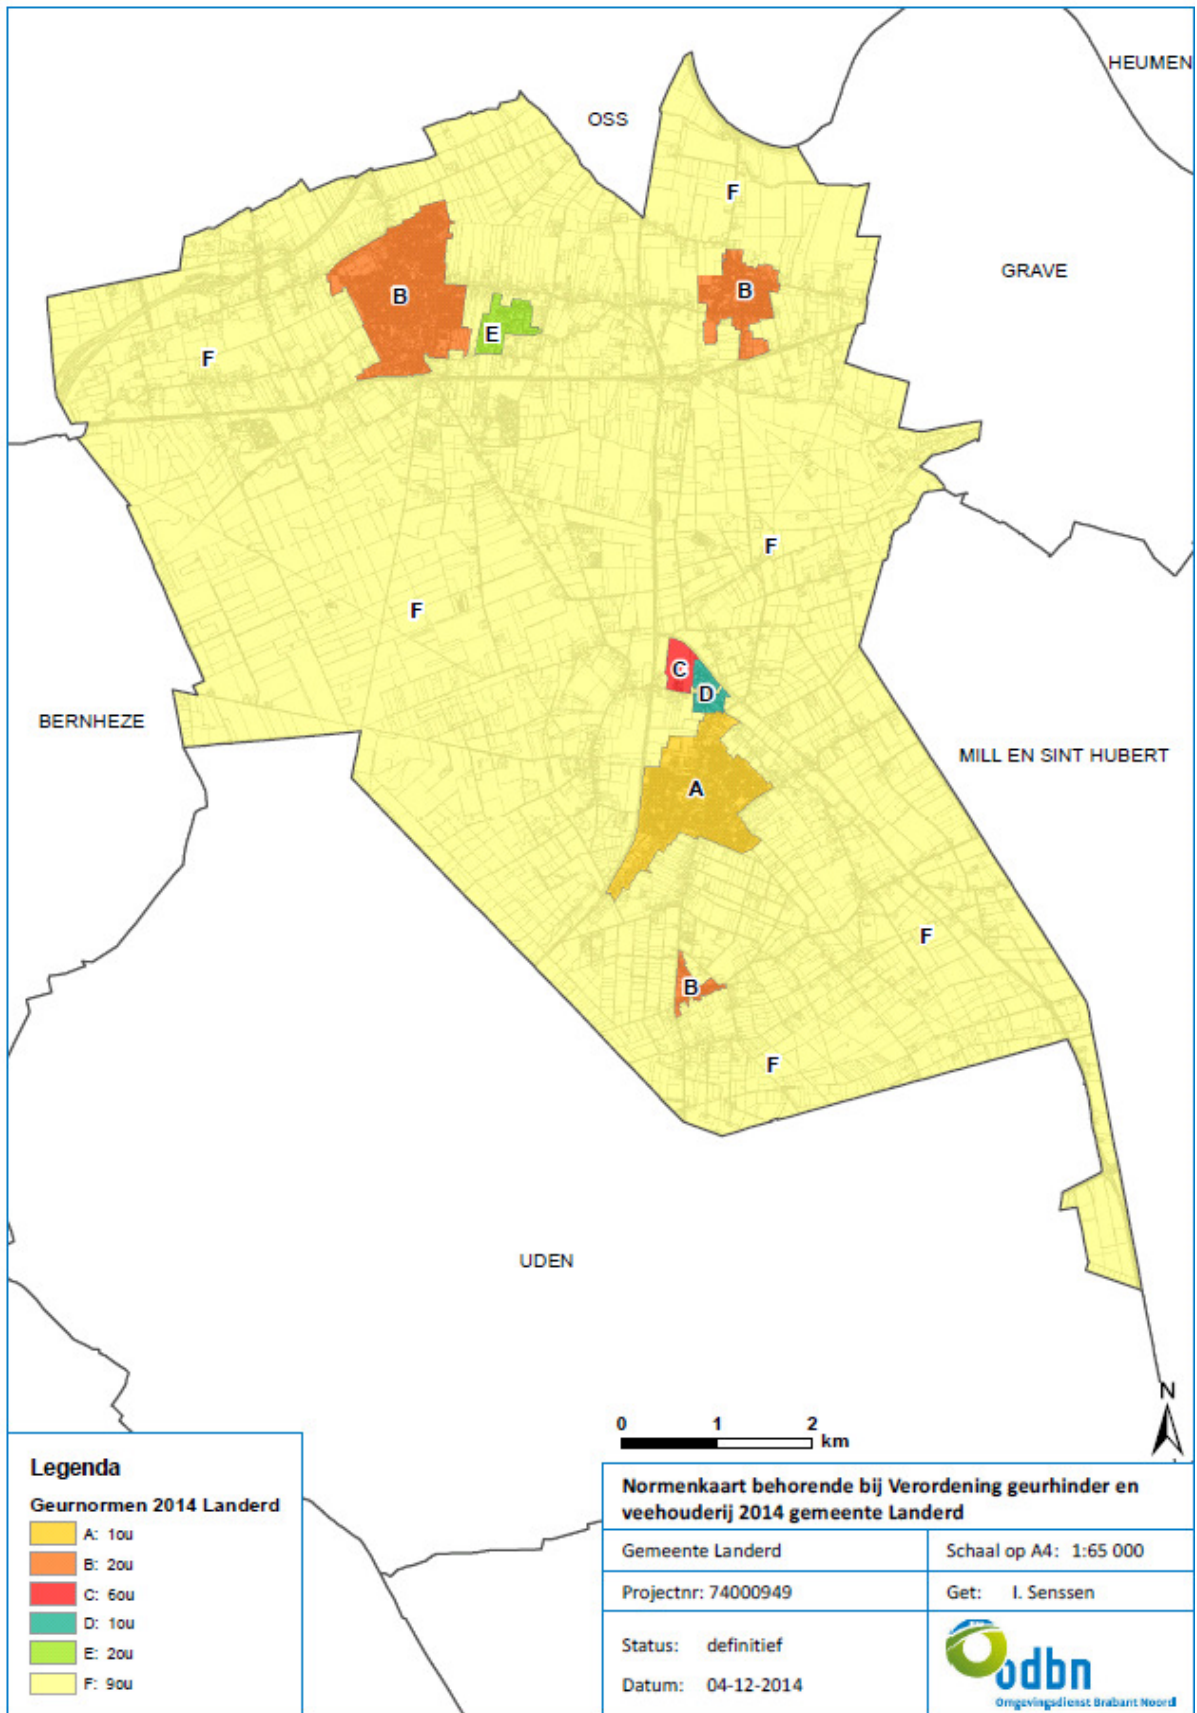 HEUMEN
OSS
F
GRAVE
B
B
E
F
F
F
C
D
BERNHEZE
MILL EN SINT HUBERT
A
F
B
F
UDEN
N
0 1 2
km
Legenda
Geurnormen 2014 Landerd
A: 1ou
B: 2ou
C: 6ou
D: 1ou
E: 2ou
F: 9ou
Normenkaart behorende bij Verordening geurhinder en
veehouderij 2014 gemeente Landerd
Gemeente Landerd
Schaal op A4: 1:65 000
Projectnr: 74000949
Get: I. Senssen
Status: definitief
Datum: 04-12-2014
odbn
Omgevingsdienst Brabant Noord